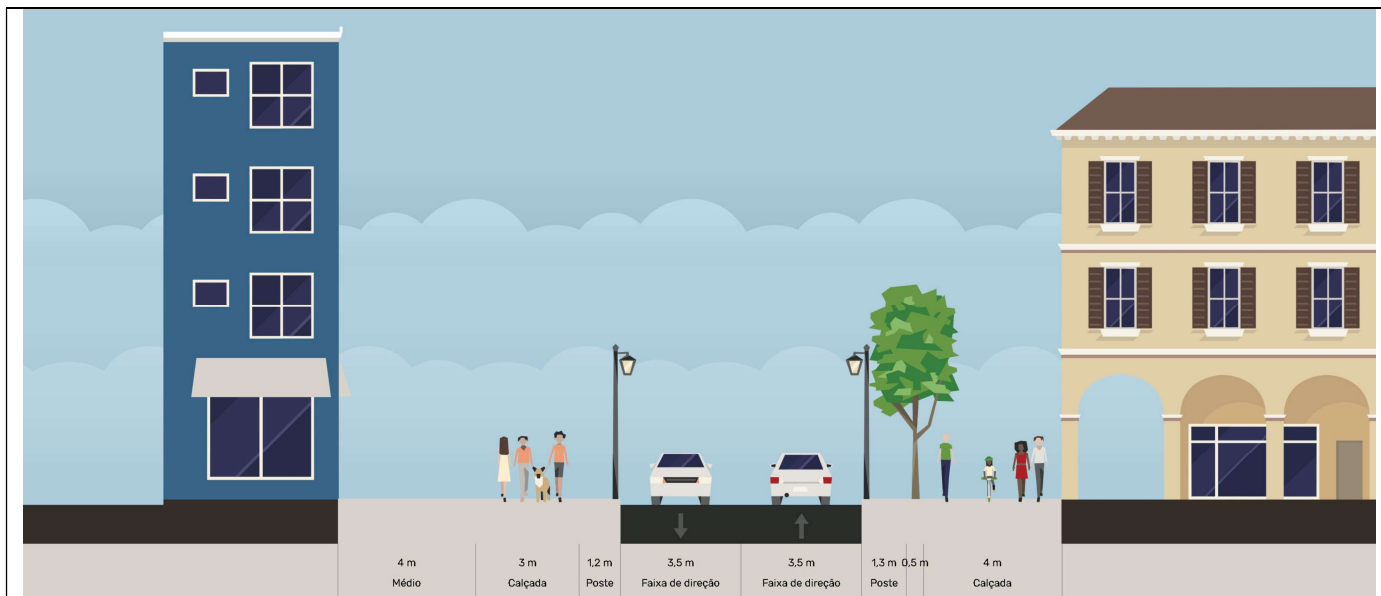 4 m 3 m 1,2 m 3,5 m 3,5 m 1,3 m 0,5 m 4 m
Médio Calçada Poste Faixa de direção Faixa de direção Poste Calçada